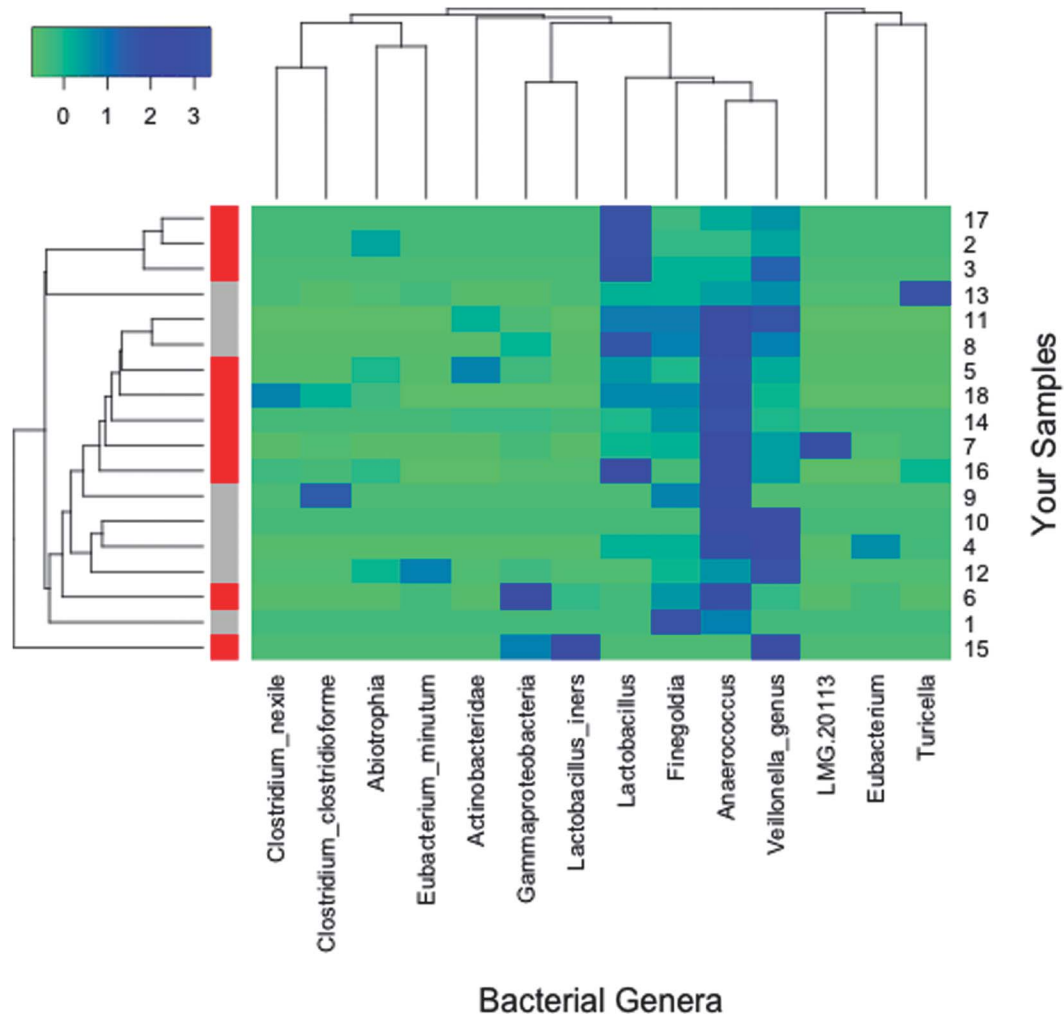 0 1 2 3
17
2
3
13
11
8
5
18
14
7
16
9
10
4
12
6
1
15
Your Samples
Clostridium_nexile
Clostridium_clostridioforme
Abiotrophia
Eubacterium_minutum
Actinobacteridae
Gammaproteobacteria
Lactobacillus_iners
Lactobacillus
Finegoldia
Anaerococcus
Veillonella_genus
LMG.20113
Eubacterium
Turicella
Bacterial Genera